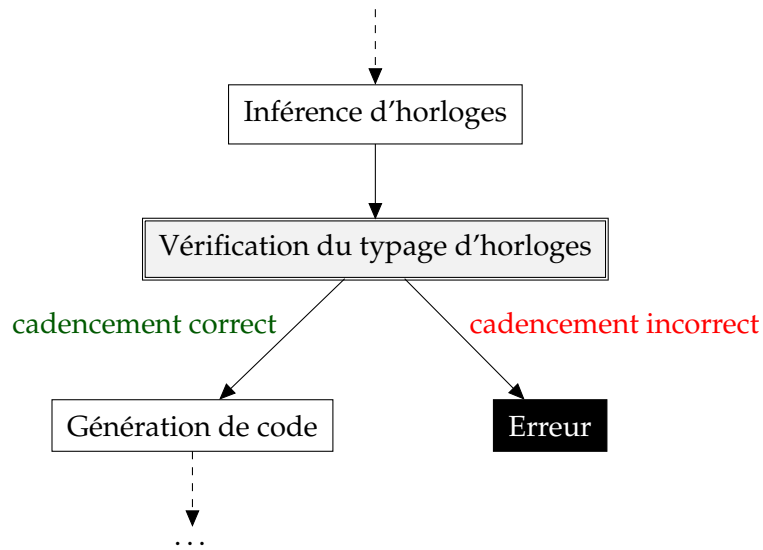 Inférence d'horloges
Vérification du typage d'horloges
cadencement correct
cadencement incorrect
Génération de code
Erreur
...